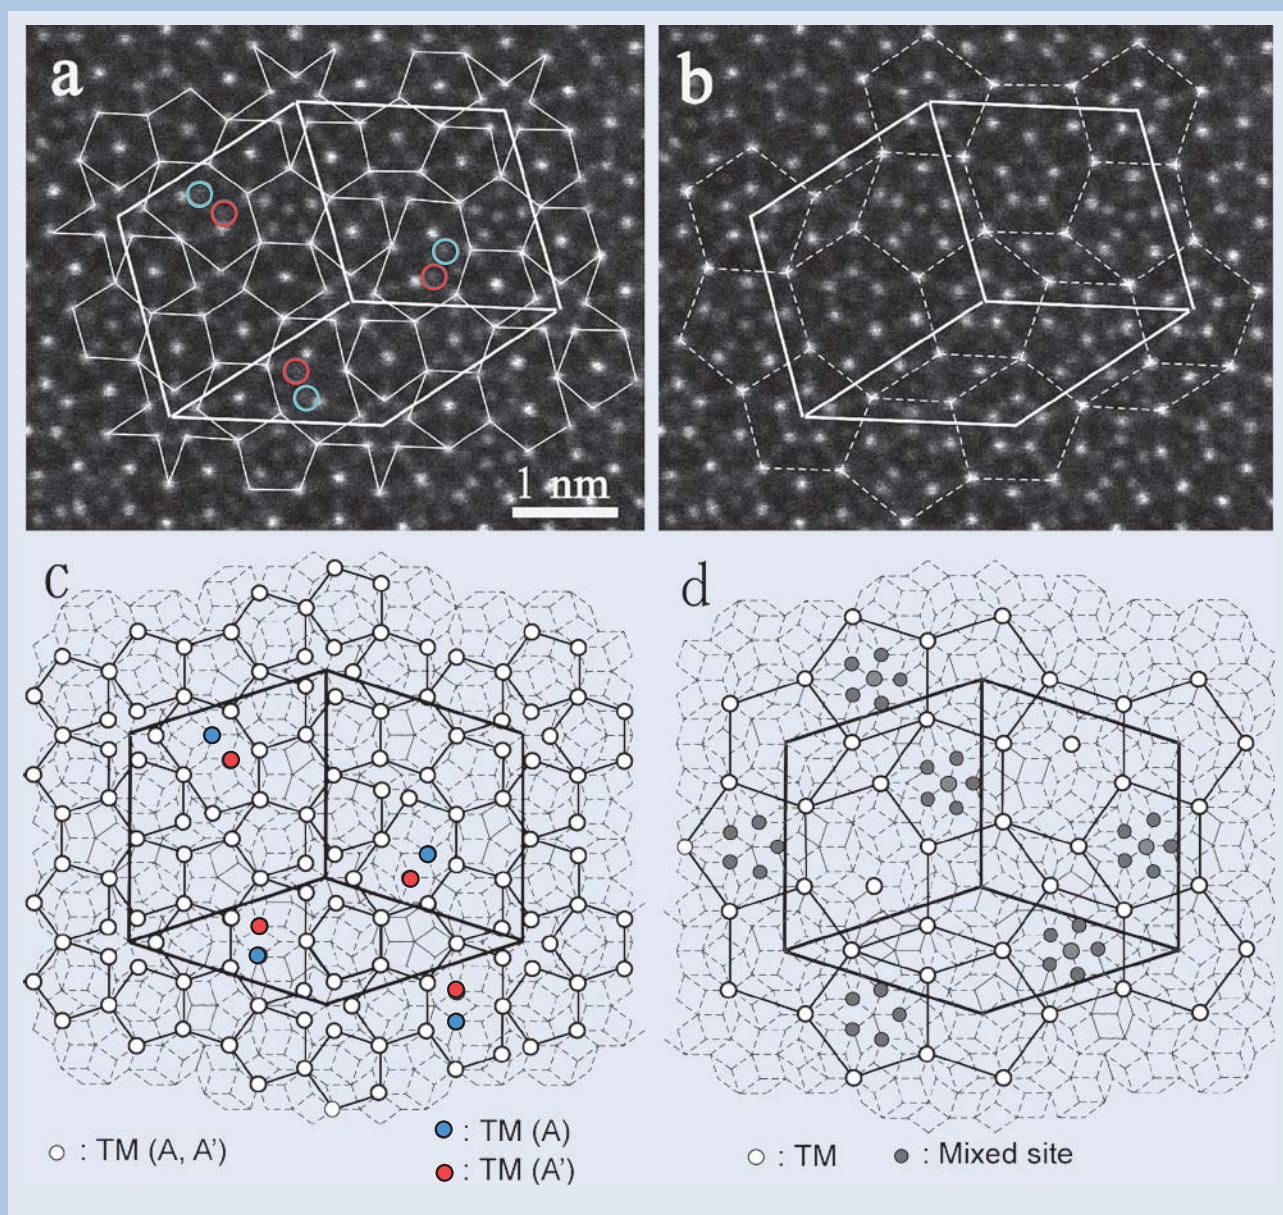 a
b
1 nm
c
d
: TM (A, A’)
: TM (A)
: TM (A’)
: TM
: Mixed site